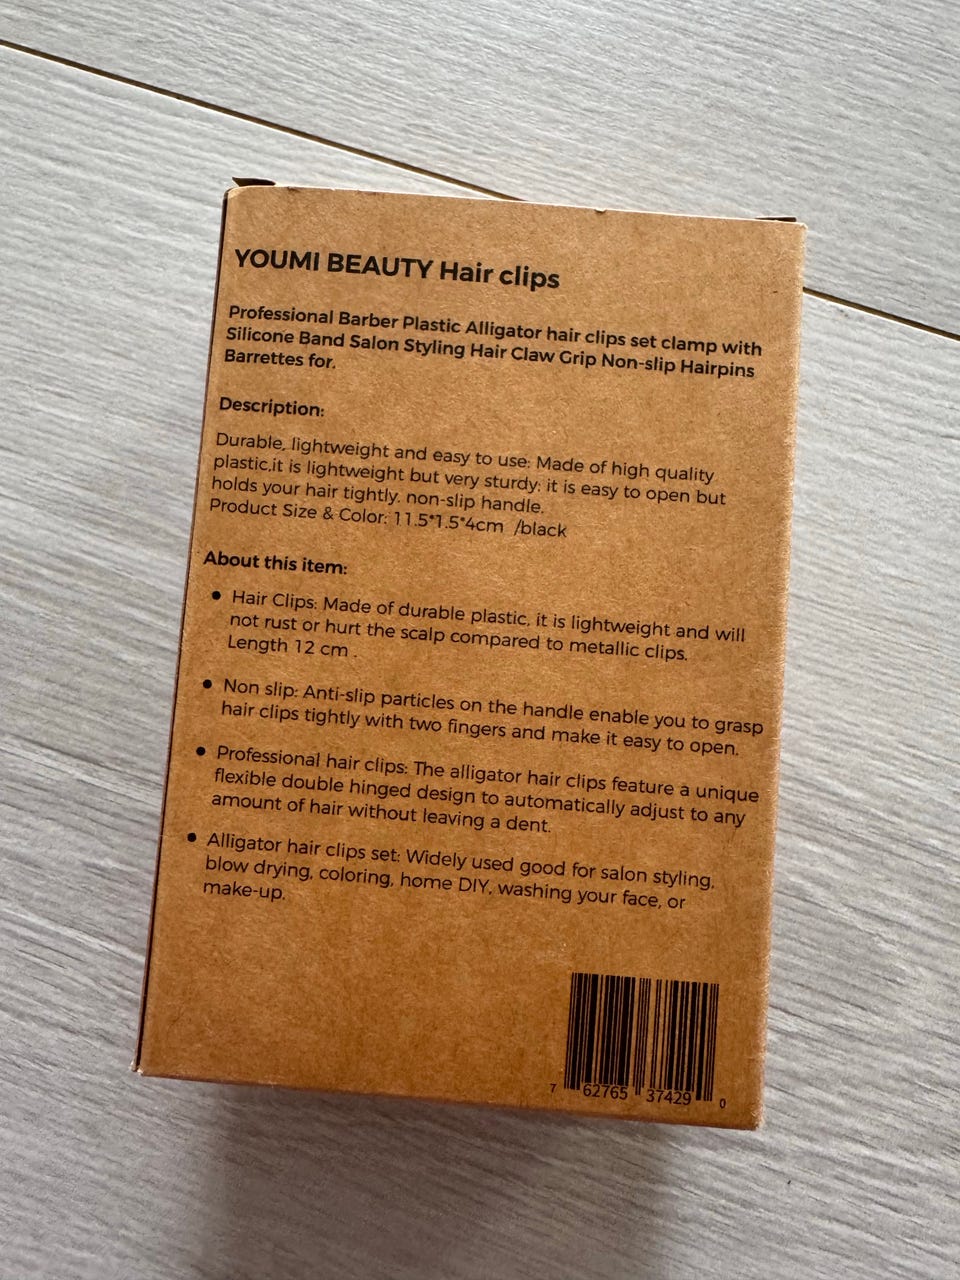 YOUMI BEAUTY Hair clips
Professional Barber Plastic Alligator hair clips set clamp with
Silicone Band Salon Styling Hair Claw Grip Non-slip Hairpins
Barrettes for.
Description:
Durable, lightweight and easy to use: Made of high quality
plastic,it is lightweight but very sturdy; it is easy to open but
holds your hair tightly. non-slip handle.
Product Size & Color: 11.5*1.5*4cm /black
About this item:
● Hair Clips: Made of durable plastic, it is lightweight and will
not rust or hurt the scalp compared to metallic clips.
Length 12 cm .
● Non slip: Anti-slip particles on the handle enable you to grasp
hair clips tightly with two fingers and make it easy to open.
● Professional hair clips: The alligator hair clips feature a unique
flexible double hinged design to automatically adjust to any
amount of hair without leaving a dent.
● Alligator hair clips set: Widely used good for salon styling,
blow drying, coloring, home DIY, washing your face, or
make-up.
7 62765 37429 0